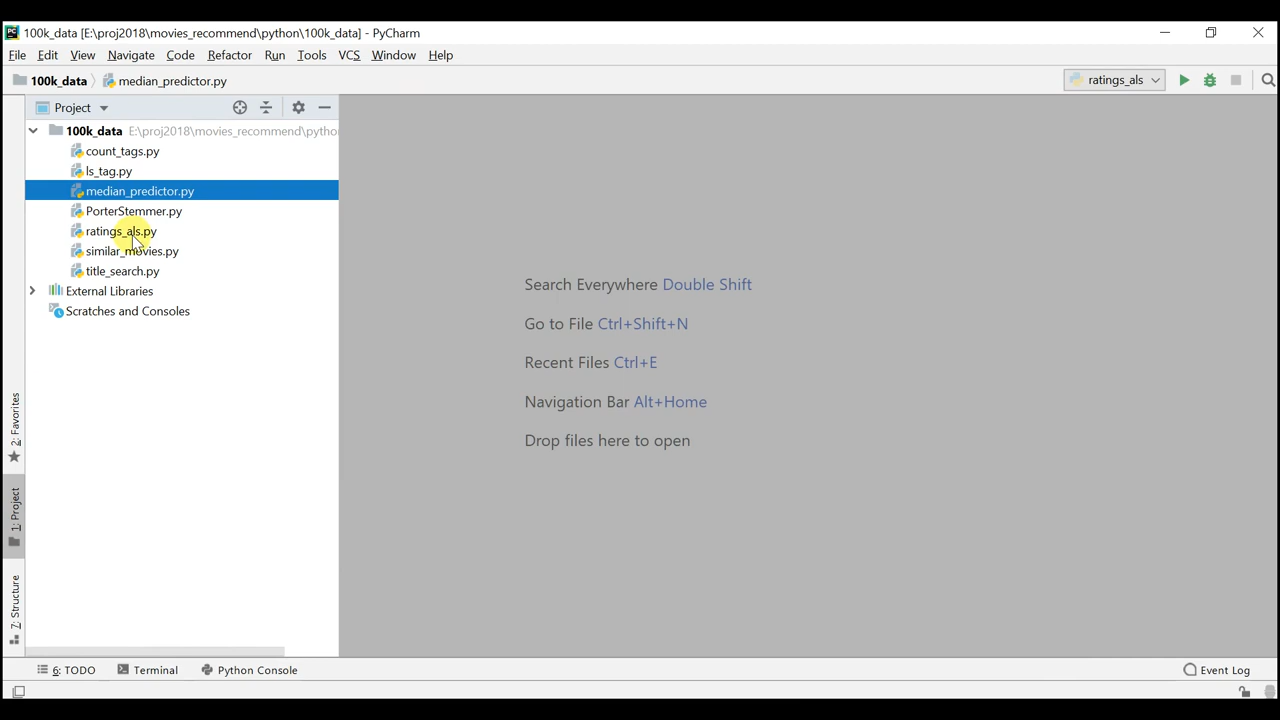 PC 100k_data [E:\proj2018\movies_recommend\python\100k_data] - PyCharm
File Edit View Navigate Code Refactor Run Tools VCS Window Help
100k_data median_predictor.py ratings_als
Project
100k_data E:\proj2018\movies_recommend\pytho
count_tags.py
ls_tag.py
median_predictor.py
PorterStemmer.py
ratings_als.py
similar_movies.py
title_search.py
External Libraries
Scratches and Consoles
Search Everywhere Double Shift
Go to File Ctrl+Shift+N
Recent Files Ctrl+E
Navigation Bar Alt+Home
Drop files here to open
2: Favorites
1: Project
7: Structure
6: TODO Terminal Python Console Event Log